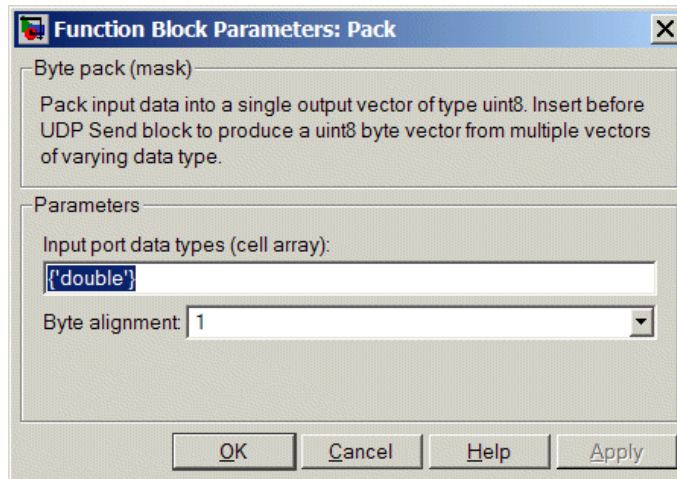 Function Block Parameters: Pack
Byte pack (mask)
Pack input data into a single output vector of type uint8. Insert before
UDP Send block to produce a uint8 byte vector from multiple vectors
of varying data type.
Parameters
Input port data types (cell array):
{'double'}
Byte alignment: 1
OK Cancel Help Apply